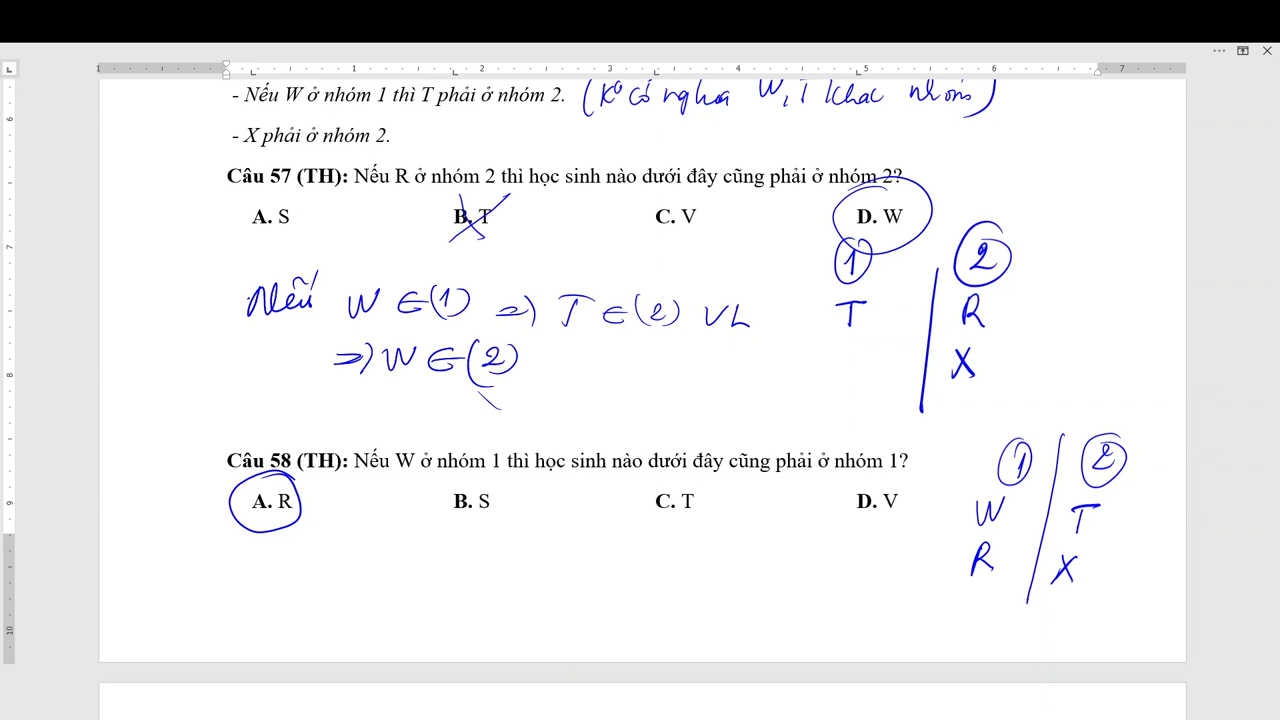 - Nếu W ở nhóm 1 thì T phải ở nhóm 2. (K⁰ có nghĩa W, T khác nhóm)
- X phải ở nhóm 2.
Câu 57 (TH): Nếu R ở nhóm 2 thì học sinh nào dưới đây cũng phải ở nhóm 2?
A. S B. T C. V D. W
1 2
Nếu W ∈ (1) => T ∈ (2) VL T R
=> W ∈ (2) X
Câu 58 (TH): Nếu W ở nhóm 1 thì học sinh nào dưới đây cũng phải ở nhóm 1?
1 2
A. R B. S C. T D. V
W T
R X